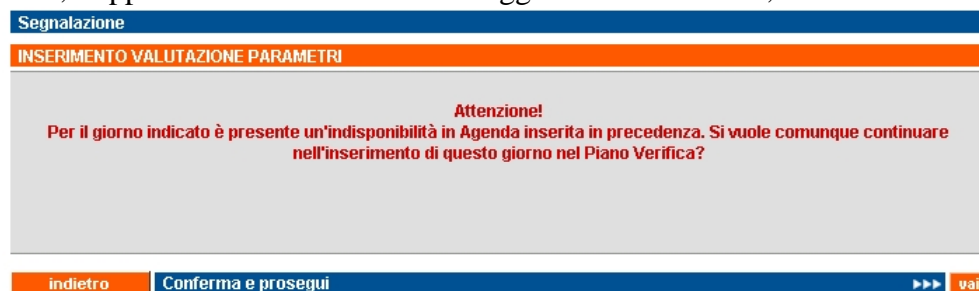 Segnalazione
INSERIMENTO VALUTAZIONE PARAMETRI
Attenzione!
Per il giorno indicato è presente un'indisponibilità in Agenda inserita in precedenza. Si vuole comunque continuare
nell'inserimento di questo giorno nel Piano Verifica?
indietro Conferma e prosegui vai